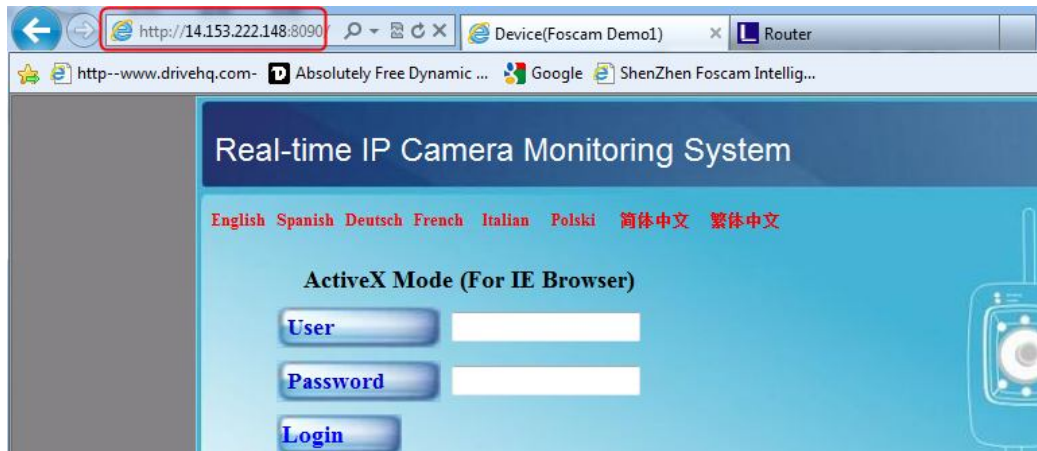 http://14.153.222.148:8090/ Device(Foscam Demo1) Router
http--www.drivehq.com- Absolutely Free Dynamic ... Google ShenZhen Foscam Intellig...
Real-time IP Camera Monitoring System
English Spanish Deutsch French Italian Polski 简体中文 繁体中文
ActiveX Mode (For IE Browser)
User
Password
Login